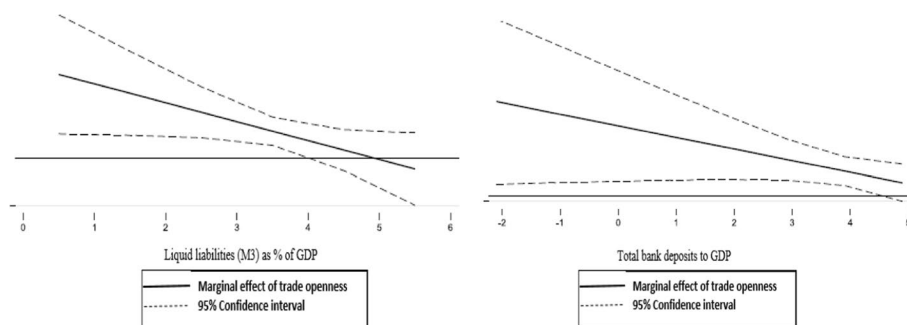 0 1 2 3 4 5 6
Liquid liabilities (M3) as % of GDP
Marginal effect of trade openness
95% Confidence interval
-2 -1 0 1 2 3 4 5
Total bank deposits to GDP
Marginal effect of trade openness
95% Confidence interval